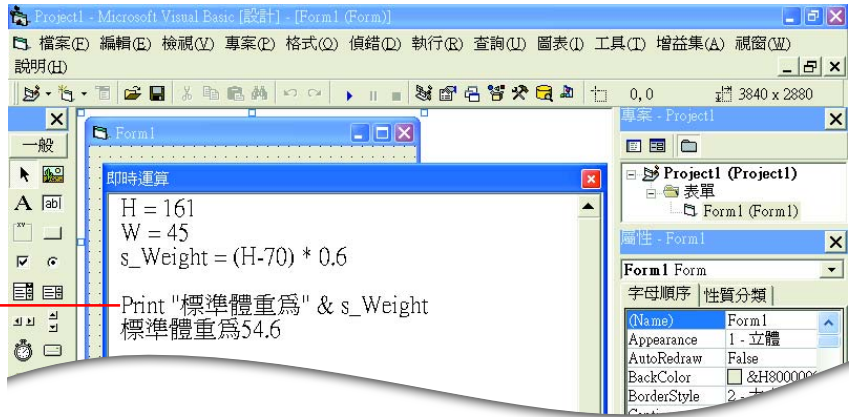 Project1 - Microsoft Visual Basic [設計] - [Form1 (Form)]
檔案(F) 編輯(E) 檢視(V) 專案(P) 格式(O) 偵錯(D) 執行(R) 查詢(U) 圖表(I) 工具(T) 增益集(A) 視窗(W)
說明(H)
0, 0 3840 x 2880
一般
A ab|
xv
Form1
即時運算
H = 161
W = 45
s_Weight = (H-70) * 0.6
Print "標準體重為" & s_Weight
標準體重為54.6
專案 - Project1
Project1 (Project1)
表單
Form1 (Form1)
屬性 - Form1
Form1 Form
字母順序 性質分類
(Name) Form1
Appearance 1 - 立體
AutoRedraw False
BackColor &H800000
BorderStyle 2 -